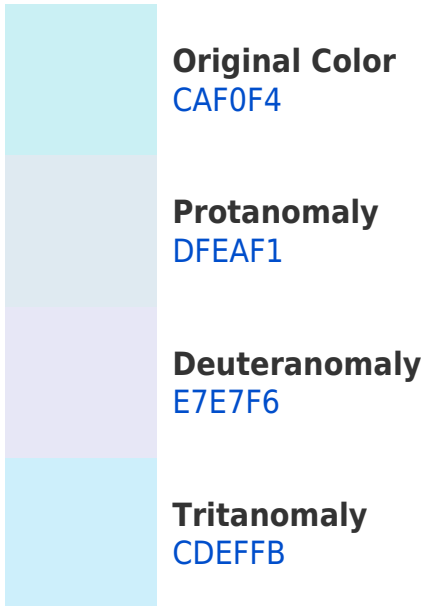 Original Color
CAF0F4
Protanomaly
DFEAF1
Deuteranomaly
E7E7F6
Tritanomaly
CDEFFB